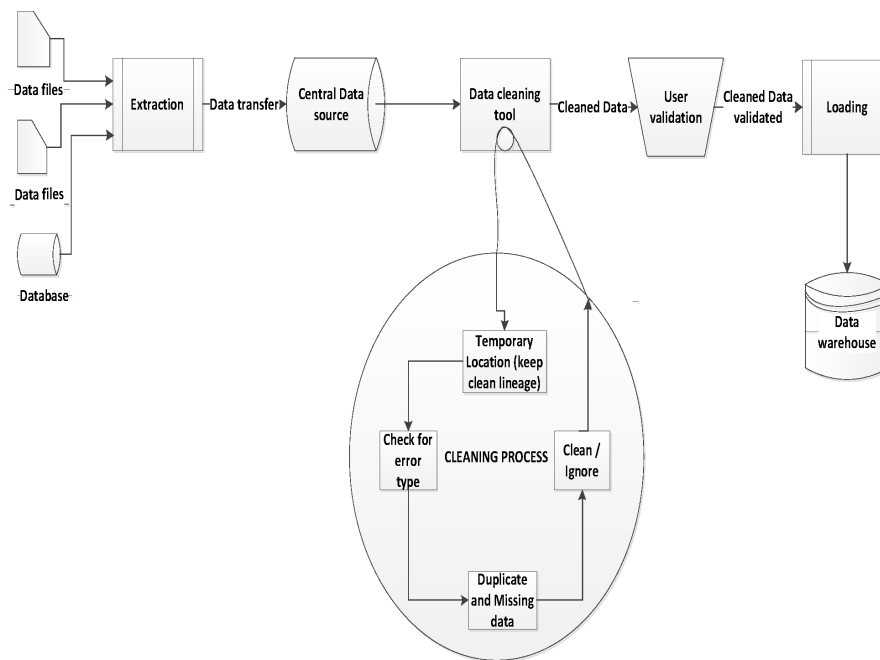 Data files
Extraction
Data transfer
Central Data
source
Data cleaning
tool
Cleaned Data
User
validation
Cleaned Data
validated
Loading
Data files
Database
Data
warehouse
Temporary
Location (keep
clean lineage)
Check for
error
type
CLEANING PROCESS
Clean /
Ignore
Duplicate
and Missing
data